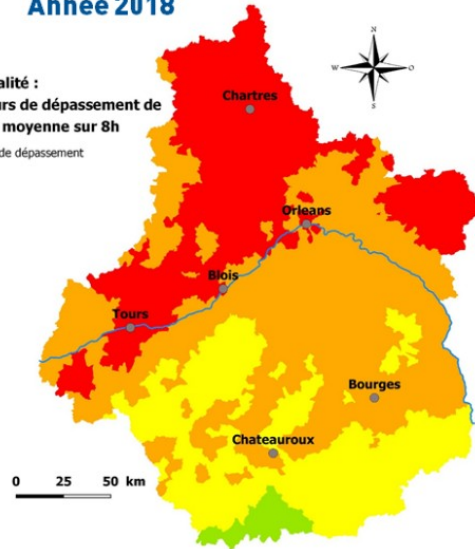 Année 2018
alité :
rs de dépassement de
moyenne sur 8h
de dépassement
N
W
O
S
Chartres
Orleans
Blois
Tours
Bourges
Chateauroux
0 25 50 km